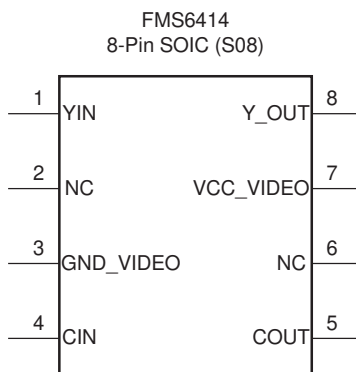 FMS6414
8-Pin SOIC (S08)
1 YIN Y_OUT 8
2 NC VCC_VIDEO 7
3 GND_VIDEO NC 6
4 CIN COUT 5